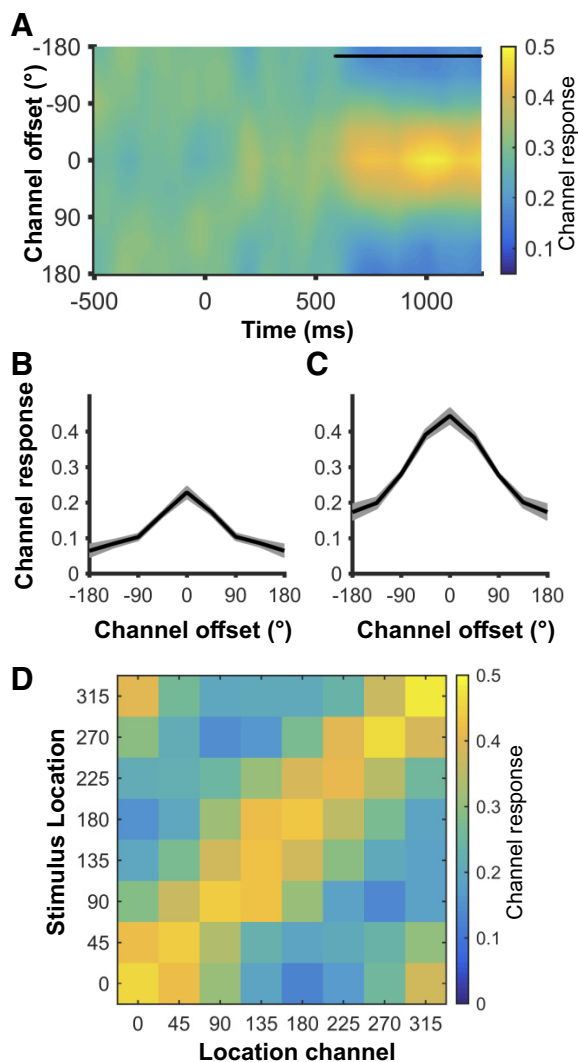 A
Channel offset (°)
-180
-90
0
90
180
-500 0 500 1000
Time (ms)
0.5
0.4
0.3
0.2
0.1
Channel response
B
Channel response
0.4
0.3
0.2
0.1
0
-180 -90 0 90 180
Channel offset (°)
C
0.4
0.3
0.2
0.1
0
-180 -90 0 90 180
Channel offset (°)
D
Stimulus Location
315
270
225
180
135
90
45
0
0 45 90 135 180 225 270 315
Location channel
0.5
0.4
0.3
0.2
0.1
0
Channel response